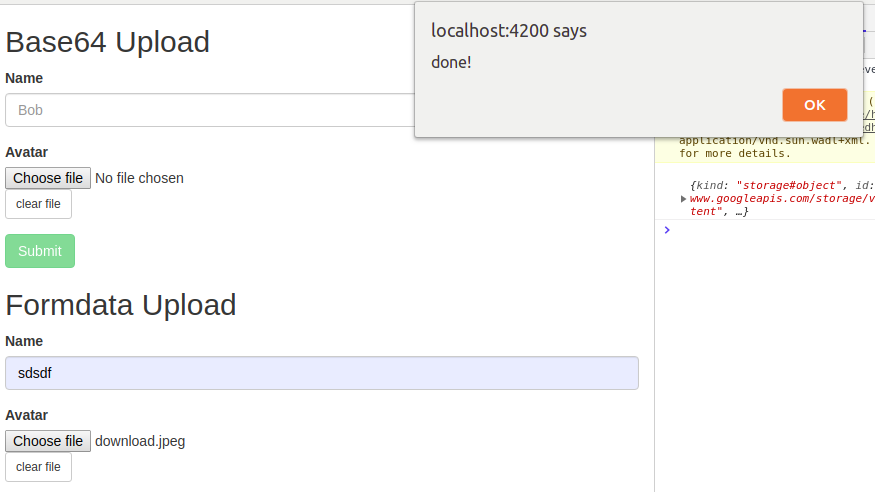 Base64 Upload
Name
Bob
Avatar
Choose file No file chosen
clear file
Submit
Formdata Upload
Name
sdsdf
Avatar
Choose file download.jpeg
clear file
localhost:4200 says
done!
OK
application/vnd.sun.wadl+xml.
for more details.
{kind: "storage#object", id:
www.googleapis.com/storage/v
tent", …}